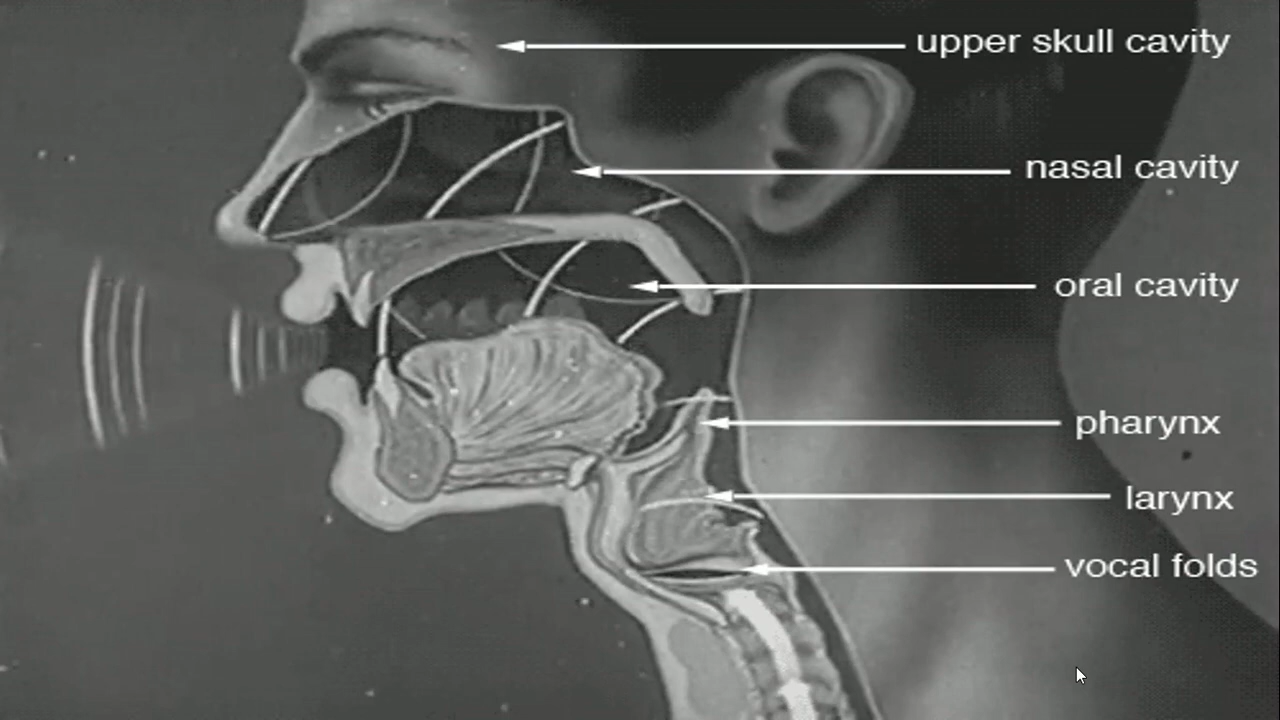 upper skull cavity
nasal cavity
oral cavity
pharynx
larynx
vocal folds